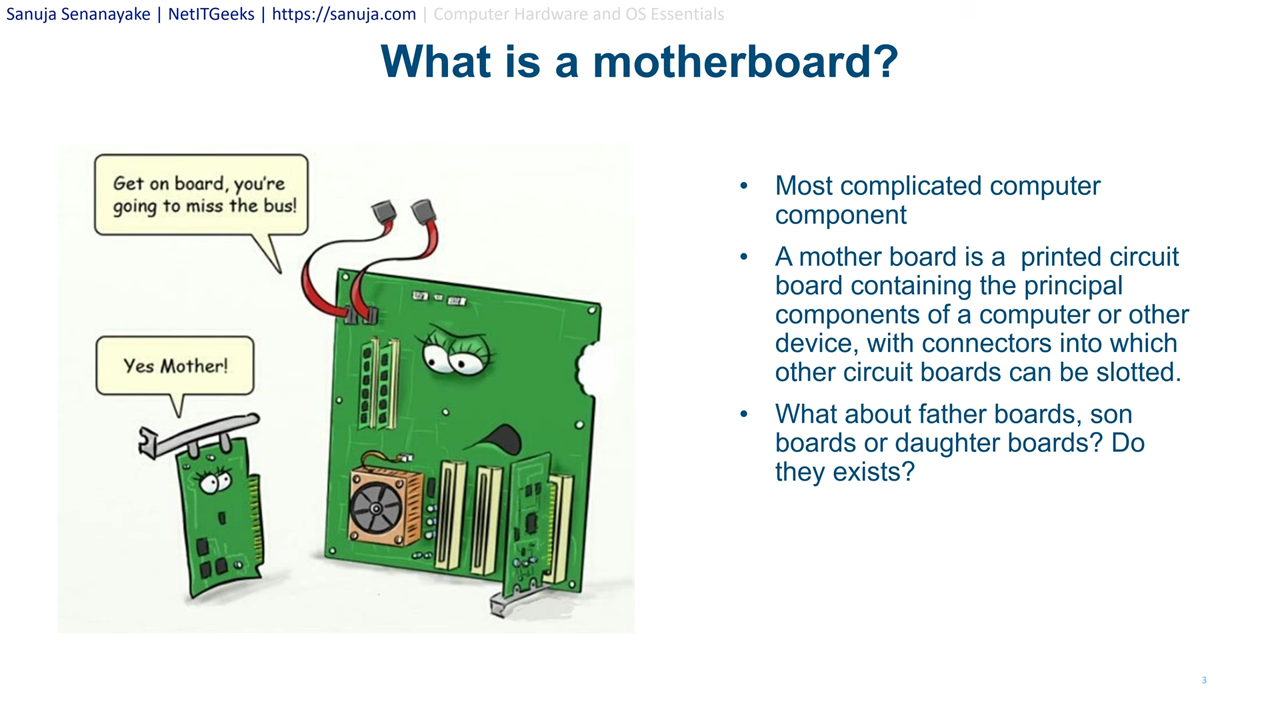 Sanuja Senanayake | NetITGeeks | https://sanuja.com | Computer Hardware and OS Essentials
What is a motherboard?
Get on board, you're
going to miss the bus!
Yes Mother!
• Most complicated computer
component
• A mother board is a  printed circuit
board containing the principal
components of a computer or other
device, with connectors into which
other circuit boards can be slotted.
• What about father boards, son
boards or daughter boards? Do
they exists?
3